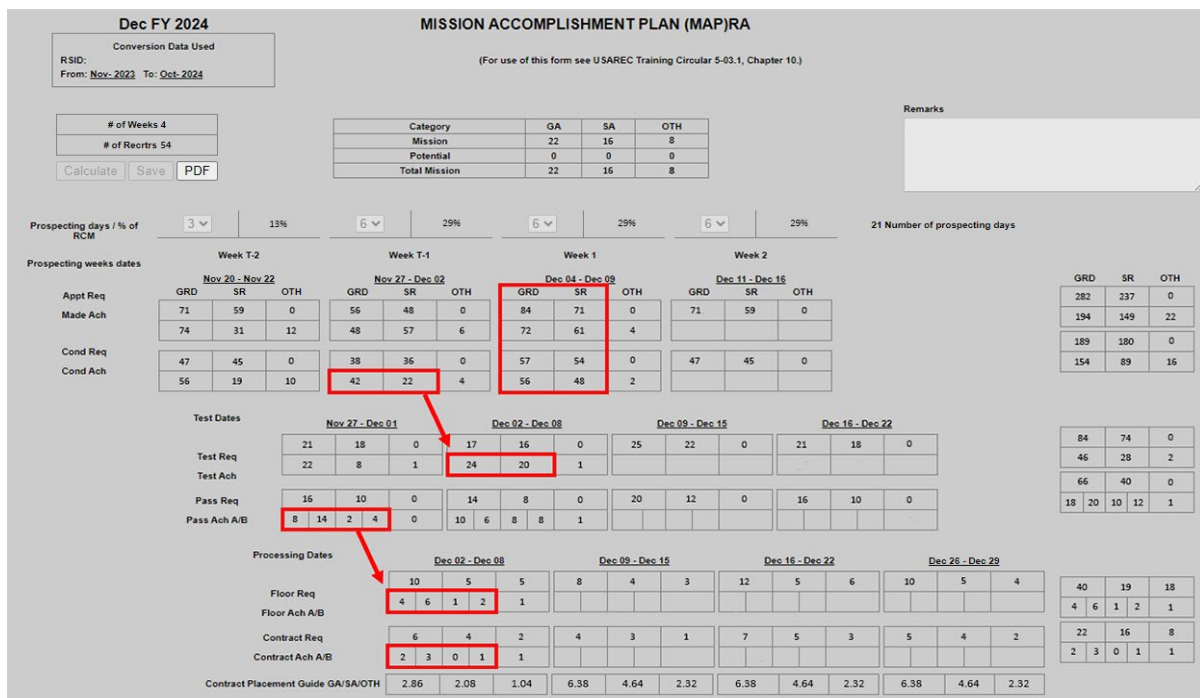 Dec FY 2024
MISSION ACCOMPLISHMENT PLAN (MAP)RA
Conversion Data Used
RSID:
From: Nov- 2023 To: Oct- 2024
(For use of this form see USAREC Training Circular 5-03.1, Chapter 10.)
Remarks
# of Weeks 4
# of Recrtrs 54
Calculate Save PDF
Category GA SA OTH
Mission 22 16 8
Potential 0 0 0
Total Mission 22 16 8
Prospecting days / % of RCM 3 13% 6 29% 6 29% 6 29% 21 Number of prospecting days
Week T-2 Week T-1 Week 1 Week 2
Prospecting weeks dates
Nov 20 - Nov 22 Nov 27 - Dec 02 Dec 04 - Dec 09 Dec 11 - Dec 16
GRD SR OTH GRD SR OTH GRD SR OTH GRD SR OTH GRD SR OTH
Appt Req 71 59 0 56 48 0 84 71 0 71 59 0 282 237 0
Made Ach 74 31 12 48 57 6 72 61 4 194 149 22
Cond Req 47 45 0 38 36 0 57 54 0 47 45 0 189 180 0
Cond Ach 56 19 10 42 22 4 56 48 2 154 89 16
Test Dates Nov 27 - Dec 01 Dec 02 - Dec 08 Dec 09 - Dec 15 Dec 16 - Dec 22
Test Req 21 18 0 17 16 0 25 22 0 21 18 0 84 74 0
Test Ach 22 8 1 24 20 1 46 28 2
Pass Req 16 10 0 14 8 0 20 12 0 16 10 0 66 40 0
Pass Ach A/B 8 14 2 4 0 10 6 8 8 1 18 20 10 12 1
Processing Dates Dec 02 - Dec 08 Dec 09 - Dec 15 Dec 16 - Dec 22 Dec 26 - Dec 29
Floor Req 10 5 5 8 4 3 12 5 6 10 5 4 40 19 18
Floor Ach A/B 4 6 1 2 1 4 6 1 2 1
Contract Req 6 4 2 4 3 1 7 5 3 5 4 2 22 16 8
Contract Ach A/B 2 3 0 1 1 2 3 0 1 1
Contract Placement Guide GA/SA/OTH 2.86 2.08 1.04 6.38 4.64 2.32 6.38 4.64 2.32 6.38 4.64 2.32